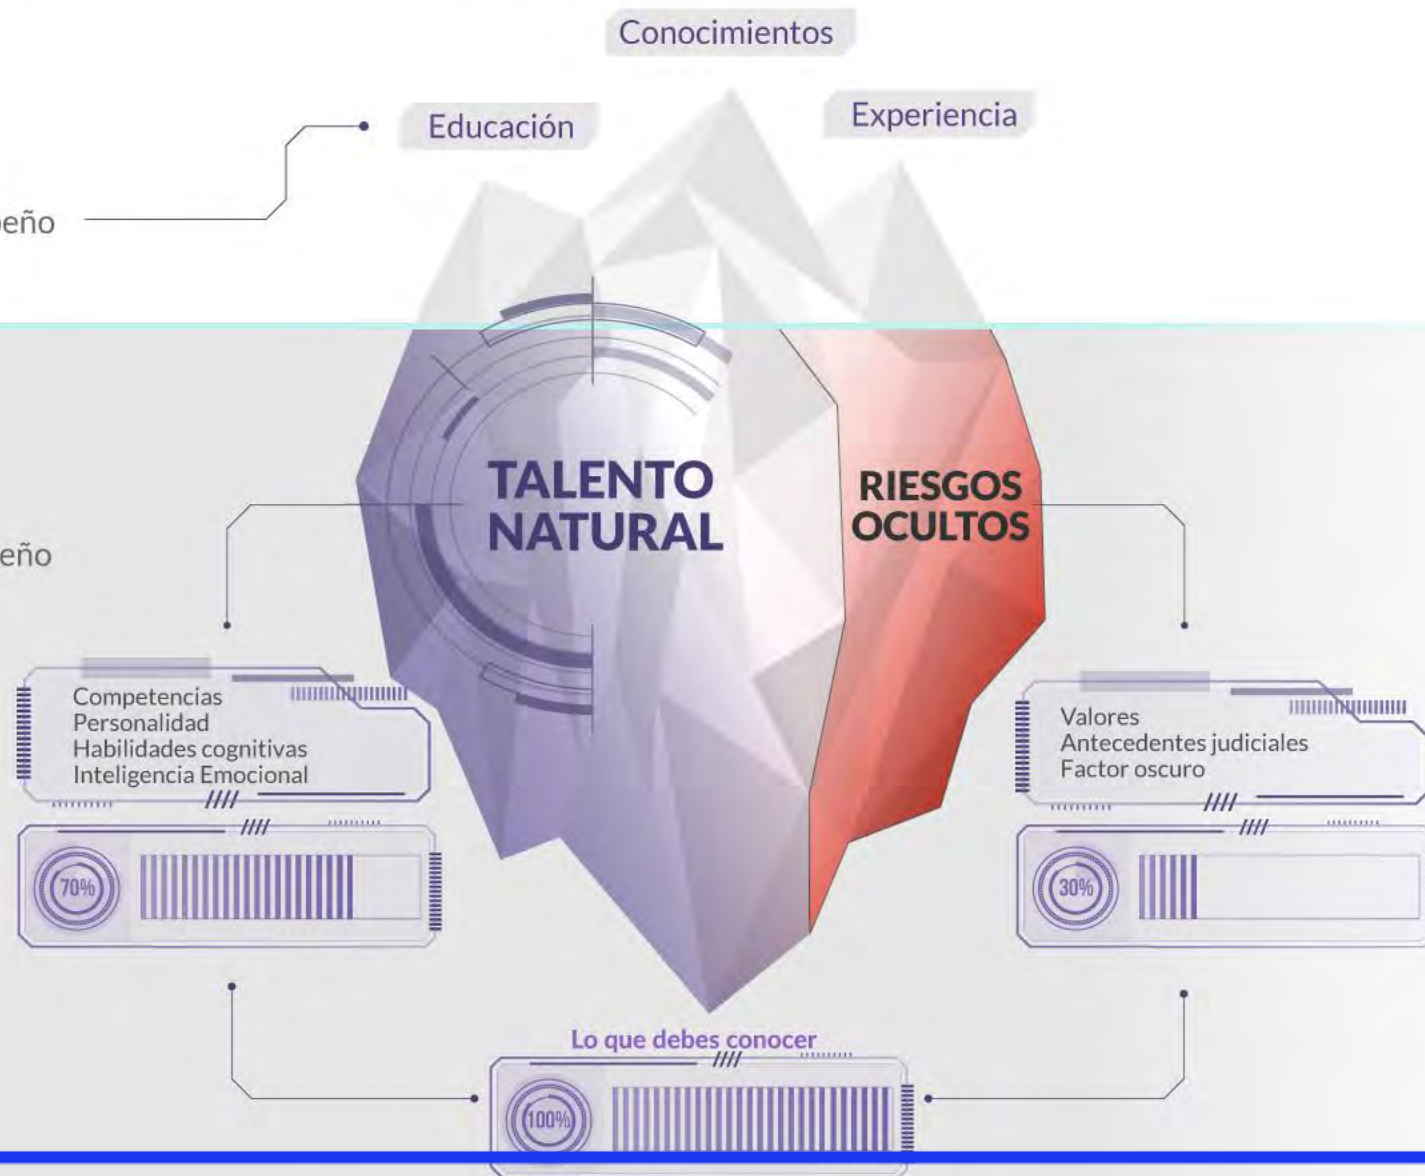 Conocimientos
Educación
Experiencia
eño
TALENTO
NATURAL
RIESGOS
OCULTOS
eño
Competencias
Personalidad
Habilidades cognitivas
Inteligencia Emocional
Valores
Antecedentes judiciales
Factor oscuro
70%
30%
Lo que debes conocer
100%